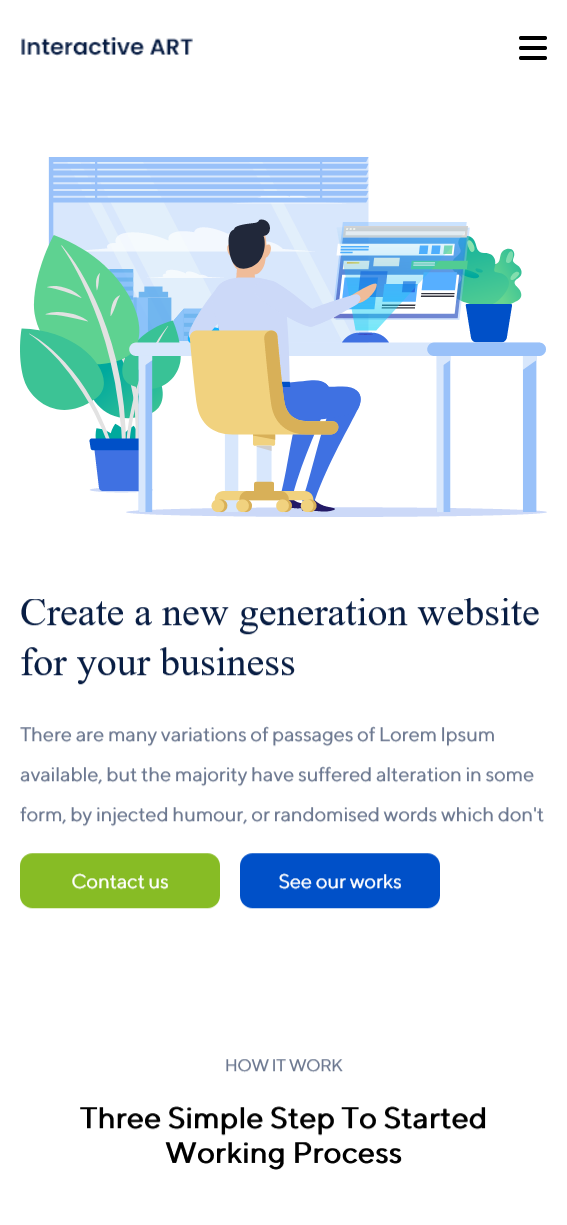 Interactive ART
Create a new generation website
for your business
There are many variations of passages of Lorem Ipsum
available, but the majority have suffered alteration in some
form, by injected humour, or randomised words which don't
Contact us
See our works
HOW IT WORK
Three Simple Step To Started
Working Process